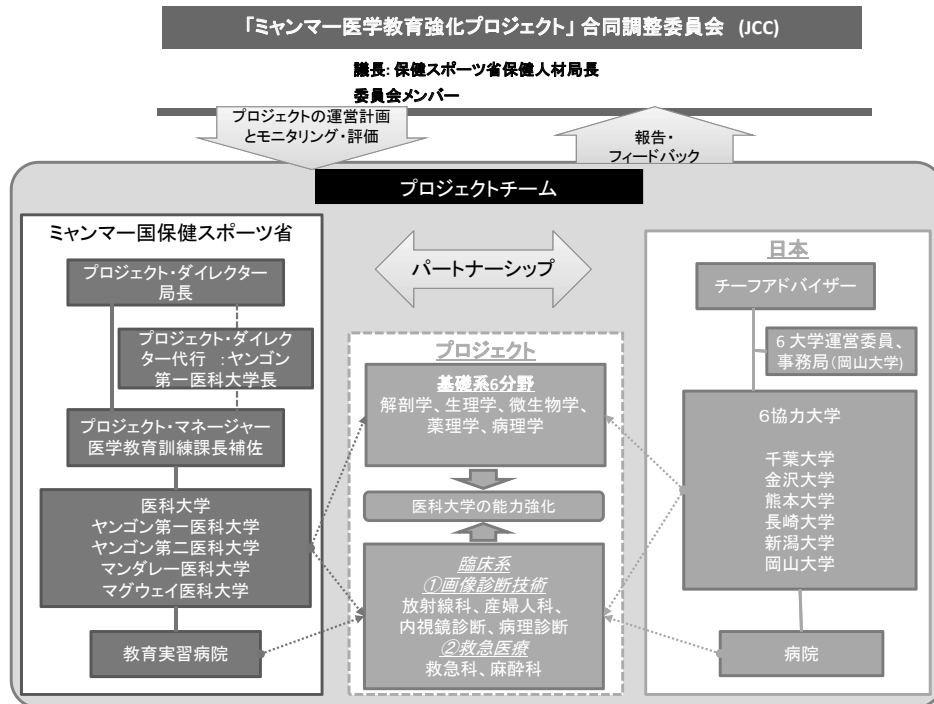 「ミャンマー医学教育強化プロジェクト」 合同調整委員会 (JCC)
議長: 保健スポーツ省保健人材局長
委員会メンバー
プロジェクトの運営計画
とモニタリング・評価
報告・
フィードバック
プロジェクトチーム
ミャンマー国保健スポーツ省
プロジェクト・ダイレクター
局長
プロジェクト・ダイレク
ター代行 :ヤンゴン
第一医科大学長
プロジェクト・マネージャー
医学教育訓練課長補佐
医科大学
ヤンゴン第一医科大学
ヤンゴン第二医科大学
マンダレー医科大学
マグウェイ医科大学
教育実習病院
パートナーシップ
プロジェクト
基礎系6分野
解剖学、生理学、微生物学、
薬理学、病理学
医科大学の能力強化
臨床系
①画像診断技術
放射線科、産婦人科、
内視鏡診断、病理診断
②救急医療
救急科、麻酔科
日本
チーフアドバイザー
6 大学運営委員、
事務局(岡山大学)
6協力大学
千葉大学
金沢大学
熊本大学
長崎大学
新潟大学
岡山大学
病院